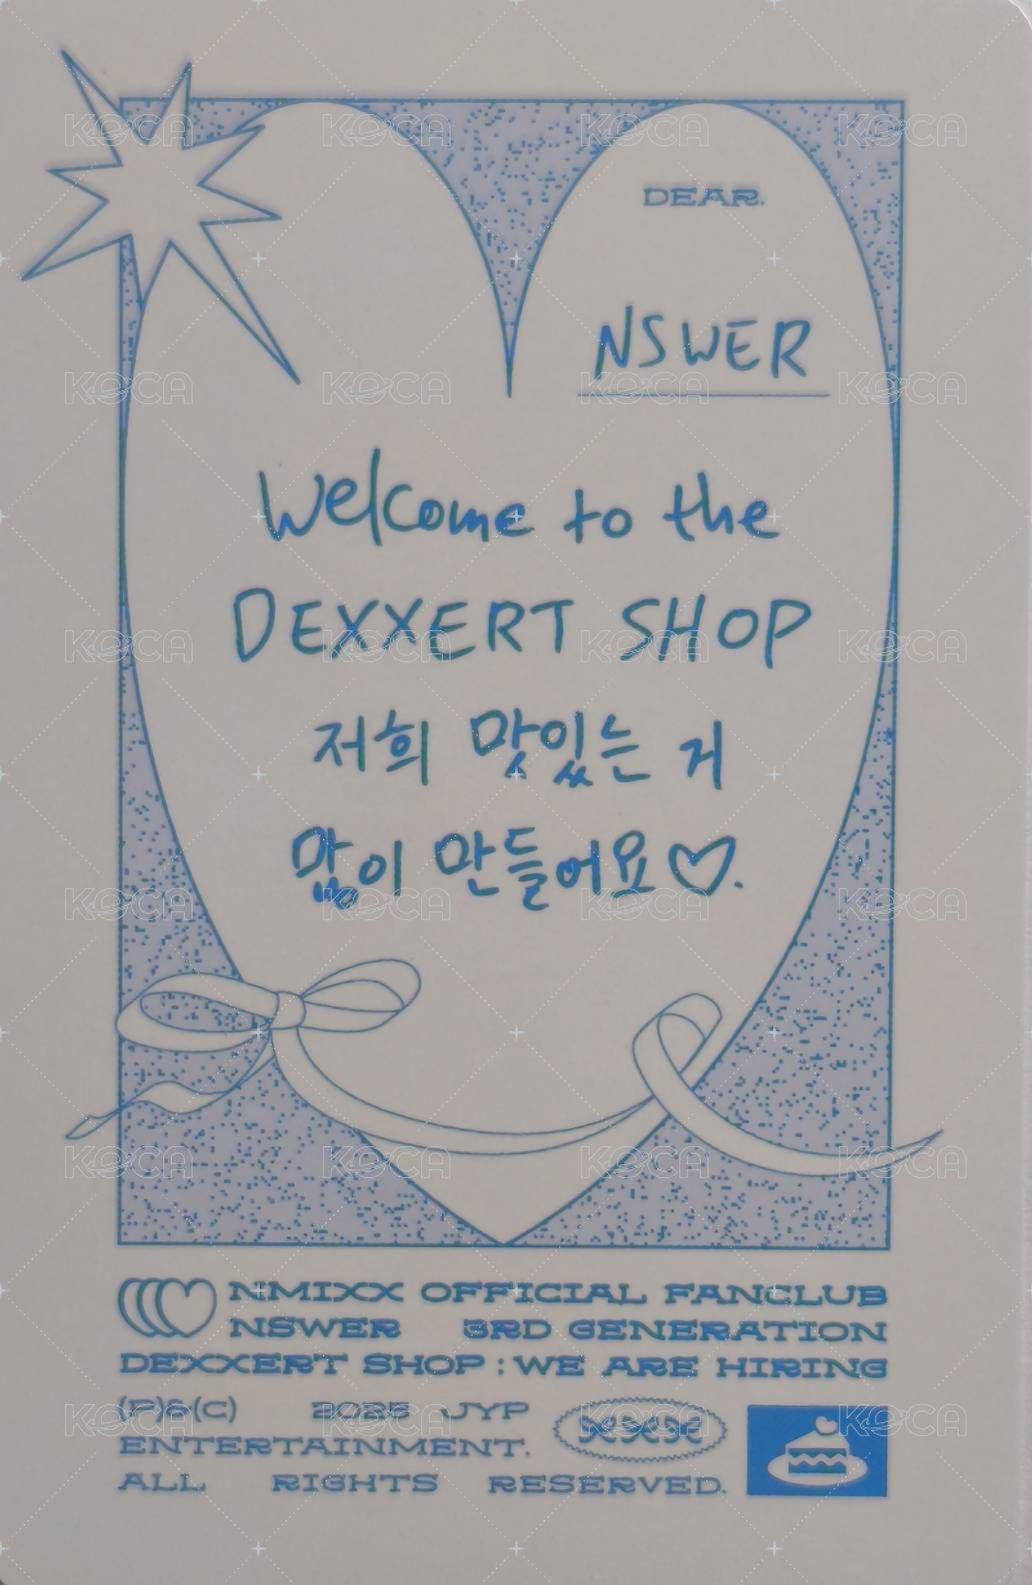 DEAR.
NSWER
Welcome to the
DEXXERT SHOP
저희 맛있는 거
많이 만들어요♡.
NMIXX OFFICIAL FANCLUB
NSWER 3RD GENERATION
DEXXERT SHOP : WE ARE HIRING
(P)&(C) 2025 JYP
ENTERTAINMENT.
ALL RIGHTS RESERVED.
KOCA